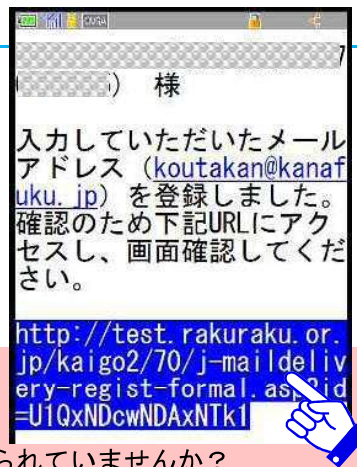 7
) 様
入力していただいたメール
アドレス（koutakan@kanaf
uku.jp）を登録しました。
確認のため下記URLにアク
セスし、画面確認してくだ
さい。
http://test.rakuraku.or.
jp/kaigo2/70/j-maildeliv
ery-regist-formal.asp?id
=U1QxNDcwNDAxNTk1
られていませんか？